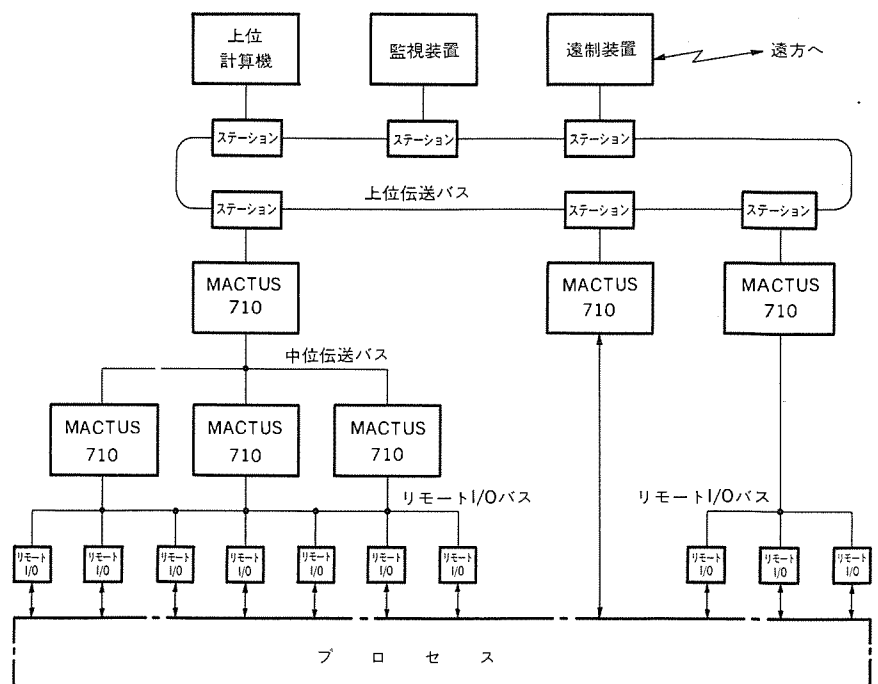 上位
計算機
監視装置
遠制装置
遠方へ
ステーション
ステーション
ステーション
上位伝送バス
ステーション
ステーション
ステーション
MACTUS
710
MACTUS
710
MACTUS
710
中位伝送バス
MACTUS
710
MACTUS
710
MACTUS
710
リモートI/Oバス
リモートI/Oバス
リモート
I/O
リモート
I/O
リモート
I/O
リモート
I/O
リモート
I/O
リモート
I/O
リモート
I/O
リモート
I/O
リモート
I/O
リモート
I/O
プロセス